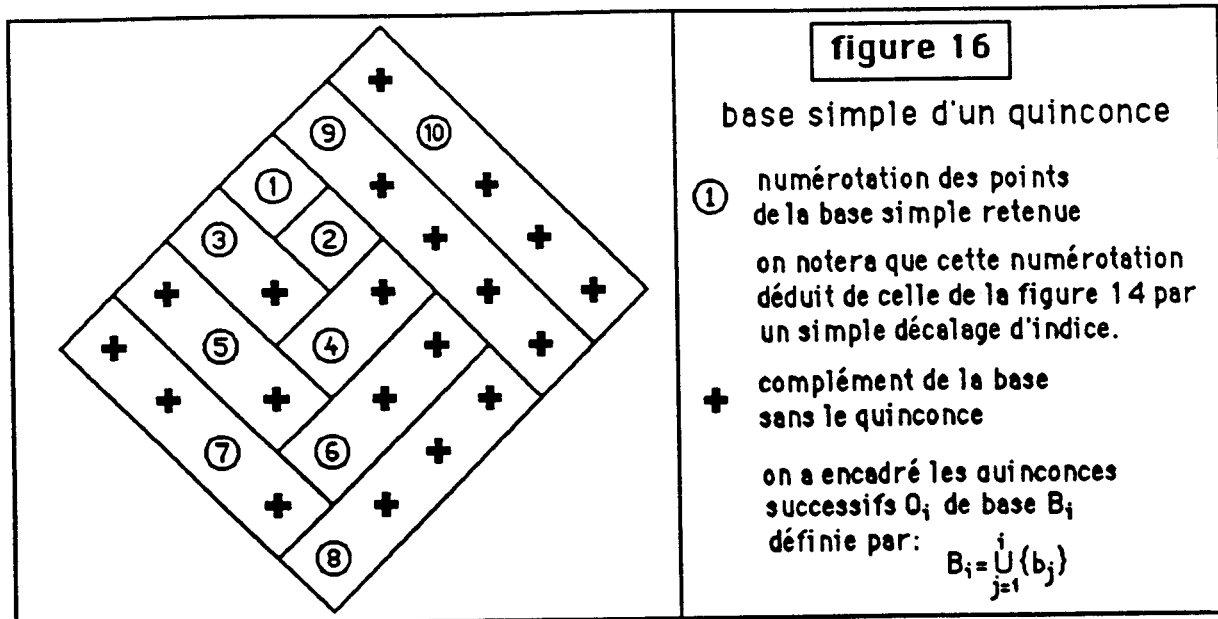 10
9
1
2
3
4
5
6
7
8
figure 16
base simple d'un quinconce
1 numérotation des points
de la base simple retenue
on notera que cette numérotation
déduit de celle de la figure 14 par
un simple décalage d'indice.
+ complément de la base
sans le quinconce
on a encadré les quinconces
successifs Q_i de base B_i
définie par:
B_i = ⋃_{j=1}^{i} {b_j}